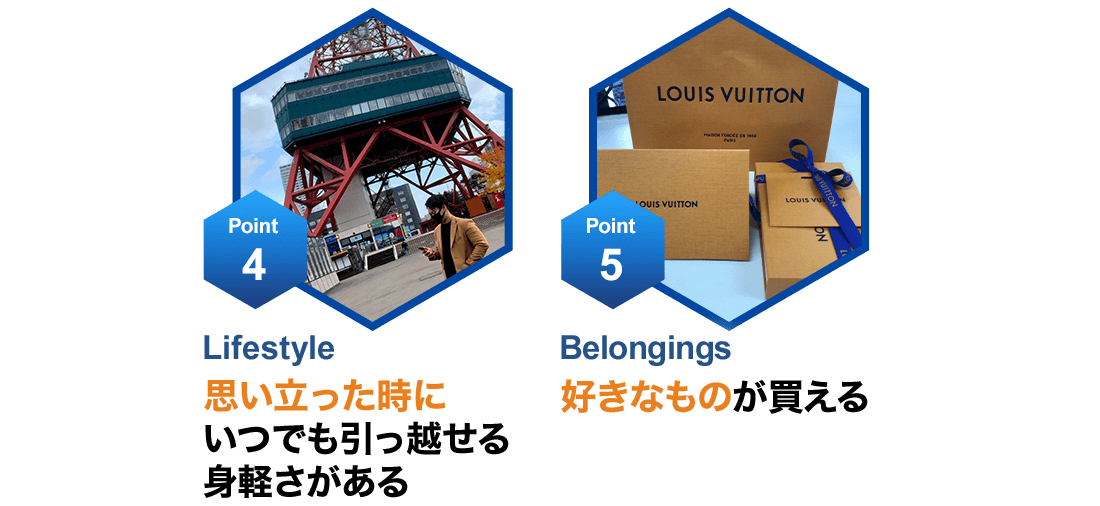 Point
4
Lifestyle
思い立った時に
いつでも引っ越せる
身軽さがある
Point
5
LOUIS VUITTON
MAISON FONDÉE EN 1854
PARIS
LOUIS VUITTON
LOUIS VUITTON
VUITTON
Belongings
好きなものが買える